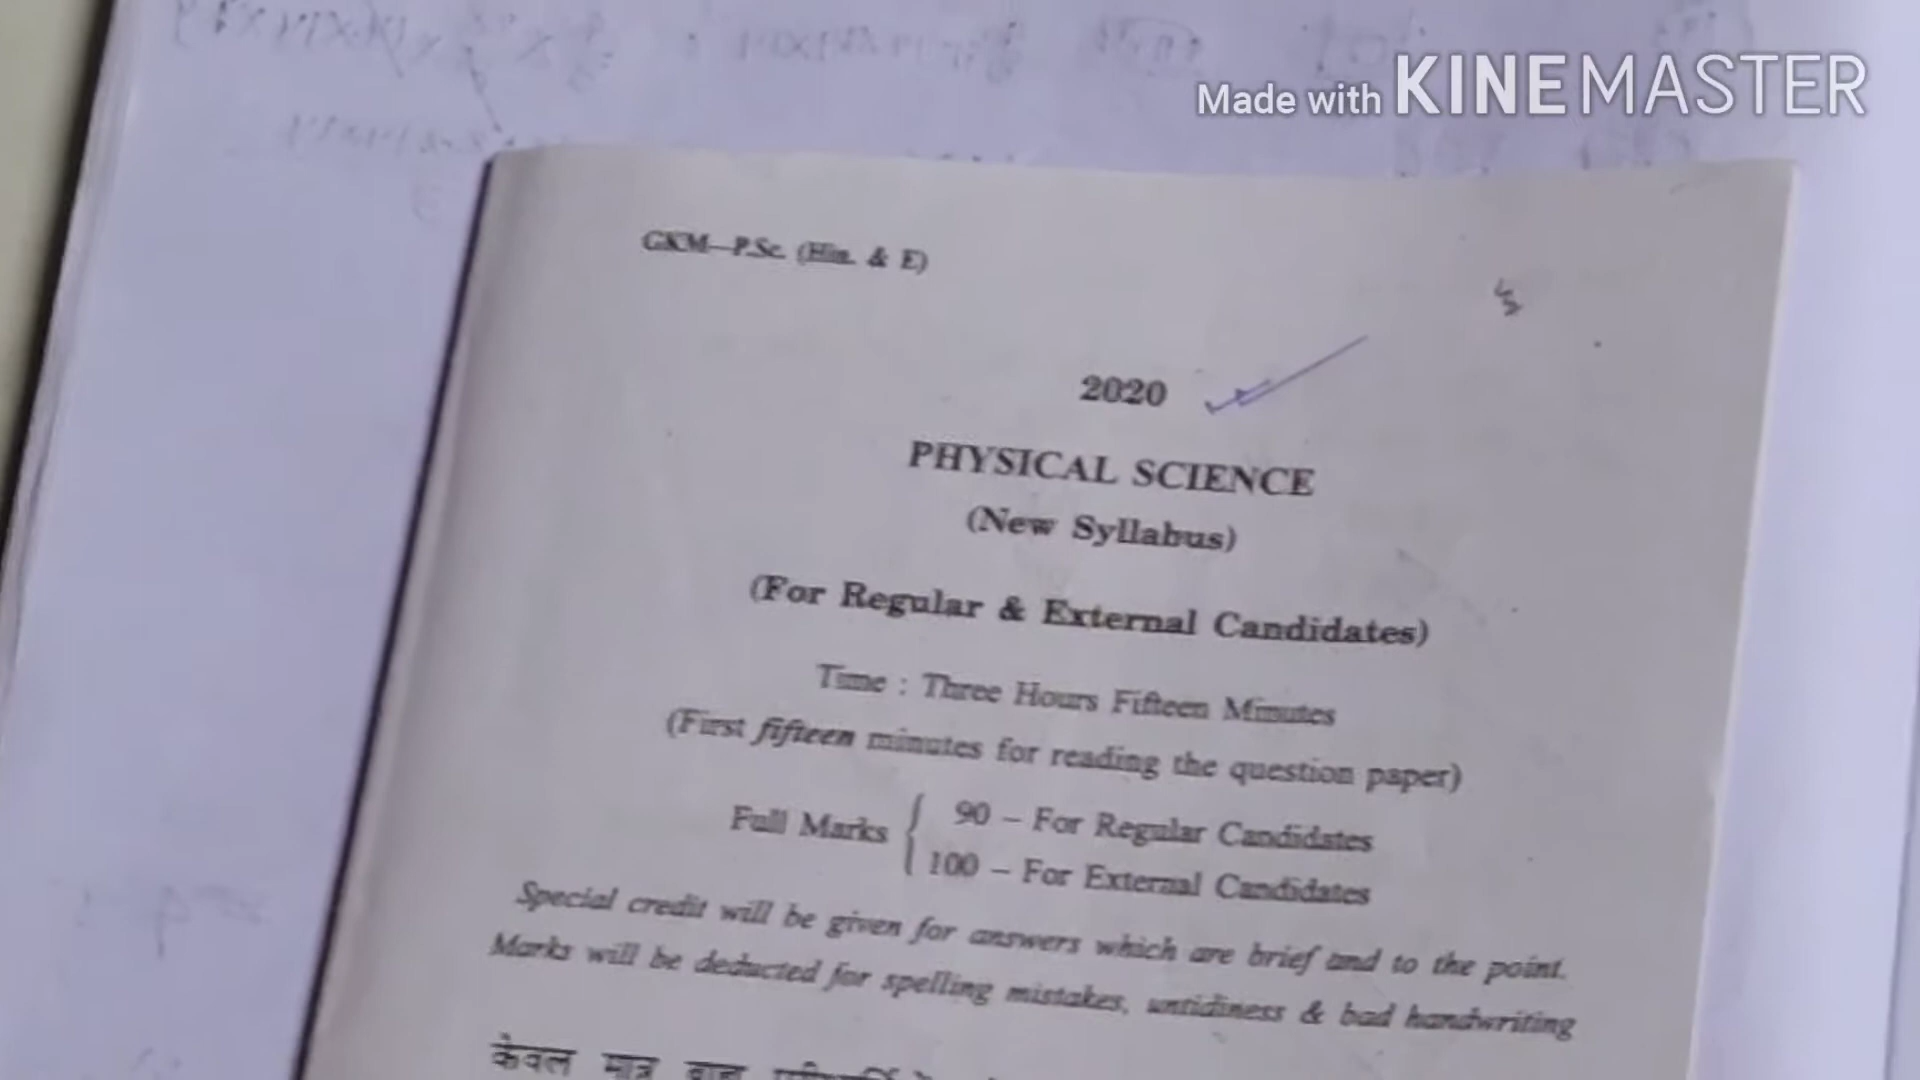 Made with KINEMASTER
GKM—P.Sc. (Hin. & E)
2020
PHYSICAL SCIENCE
(New Syllabus)
(For Regular & External Candidates)
Time : Three Hours Fifteen Minutes
(First fifteen minutes for reading the question paper)
Full Marks { 90 – For Regular Candidates
100 – For External Candidates
Special credit will be given for answers which are brief and to the point.
Marks will be deducted for spelling mistakes, untidiness & bad handwriting
केवल मात्र